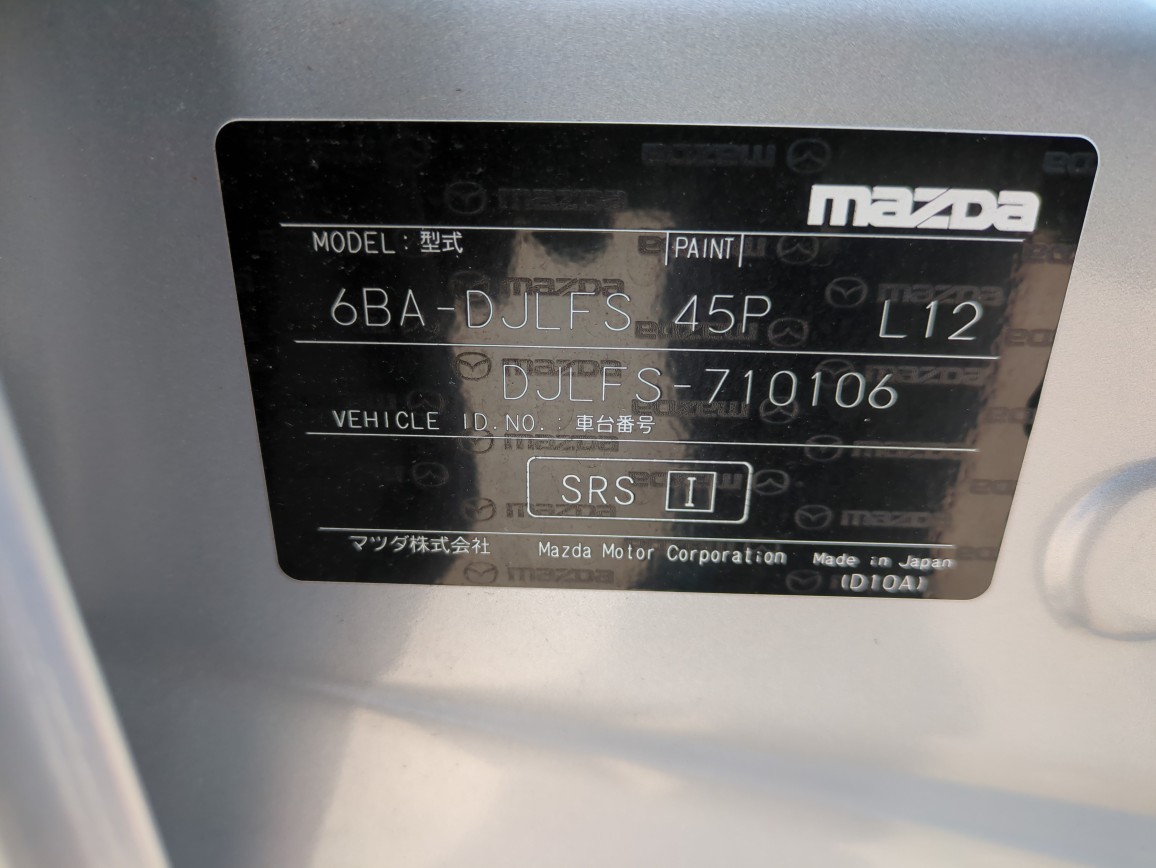 mazda
MODEL：型式 |PAINT|
6BA-DJLFS 45P L12
DJLFS-710106
VEHICLE ID.NO.：車台番号
SRS I
マツダ株式会社 Mazda Motor Corporation Made in Japan
(D10A)